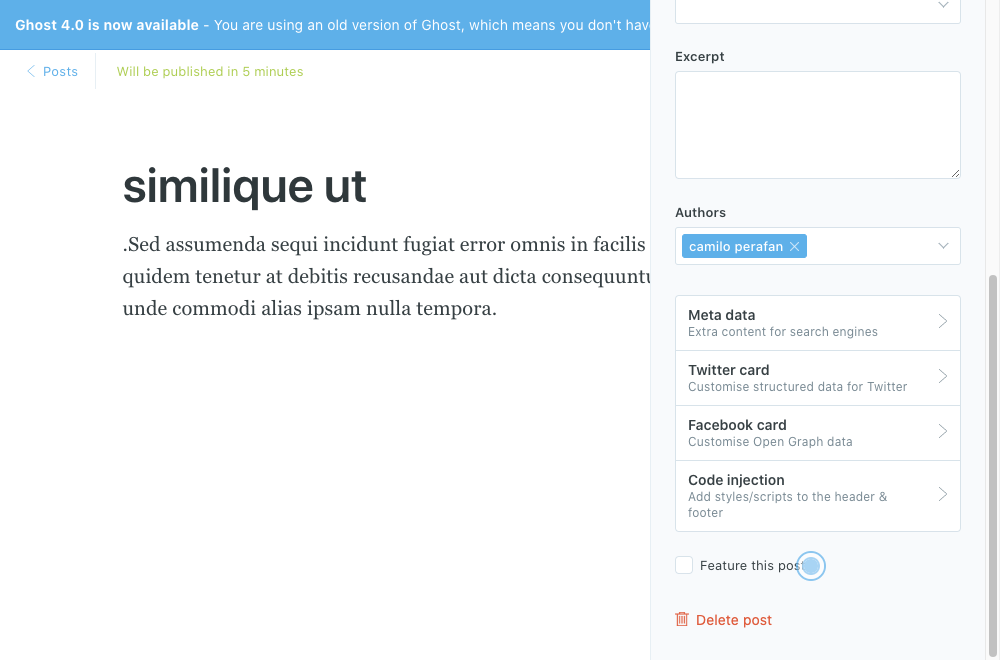 Ghost 4.0 is now available - You are using an old version of Ghost, which means you don't have
Posts
Will be published in 5 minutes
similique ut
.Sed assumenda sequi incidunt fugiat error omnis in facilis
quidem tenetur at debitis recusandae aut dicta
unde commodi alias ipsam nulla tempora.
Excerpt
Authors
camilo perafan
Meta data
Extra content for search engines
Twitter card
Customise structured data for Twitter
Facebook card
Customise Open Graph data
Code injection
Add styles/scripts to the header &
footer
Feature this post
Delete post